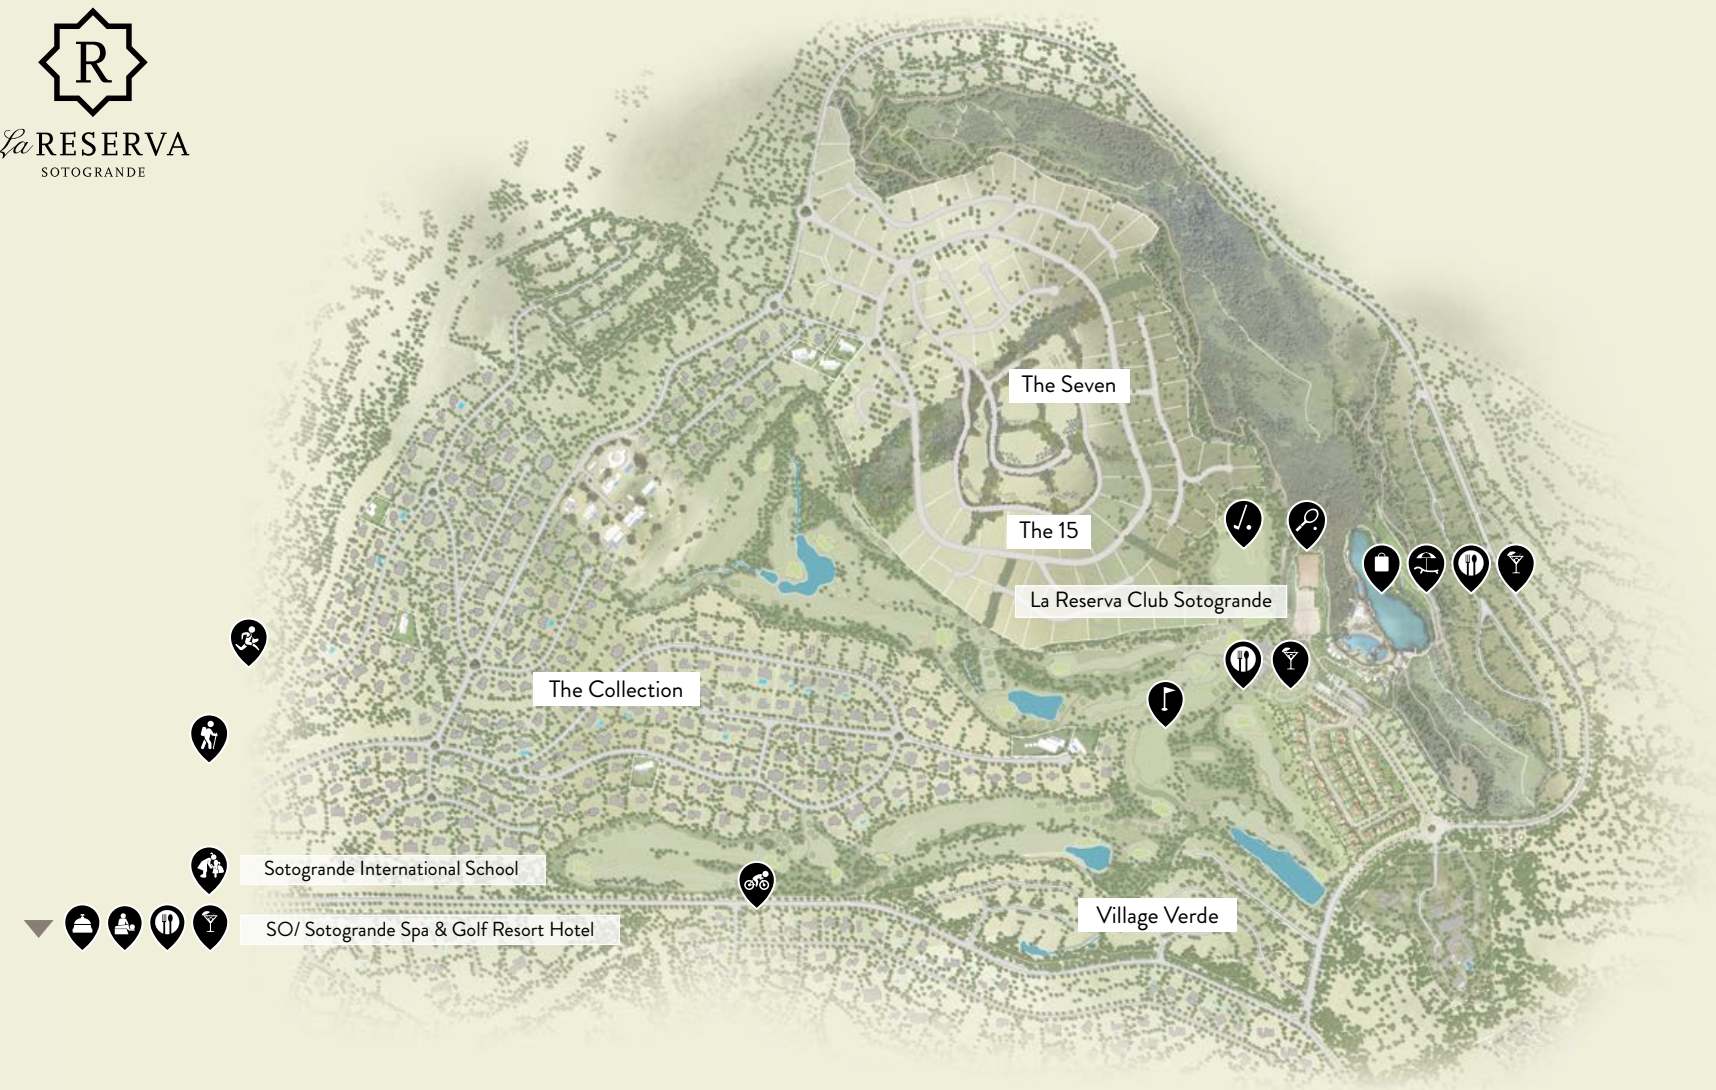 R
La RESERVA
SOTOGRANDE
The Seven
The 15
La Reserva Club Sotogrande
The Collection
Sotogrande International School
Village Verde
SO/ Sotogrande Spa & Golf Resort Hotel